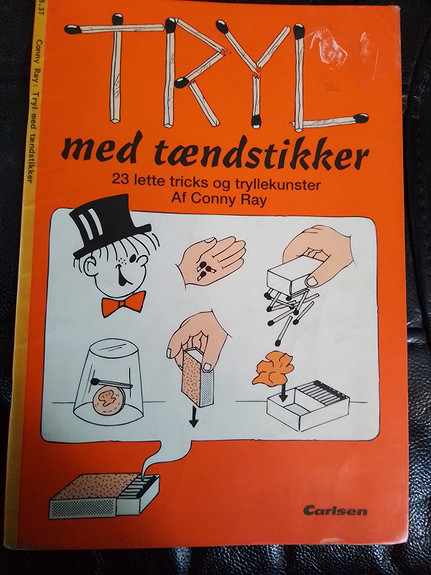 TRYL
med tændstikker
23 lette tricks og tryllekunster
Af Conny Ray
Carlsen
Conny Ray: Tryl med tændstikker